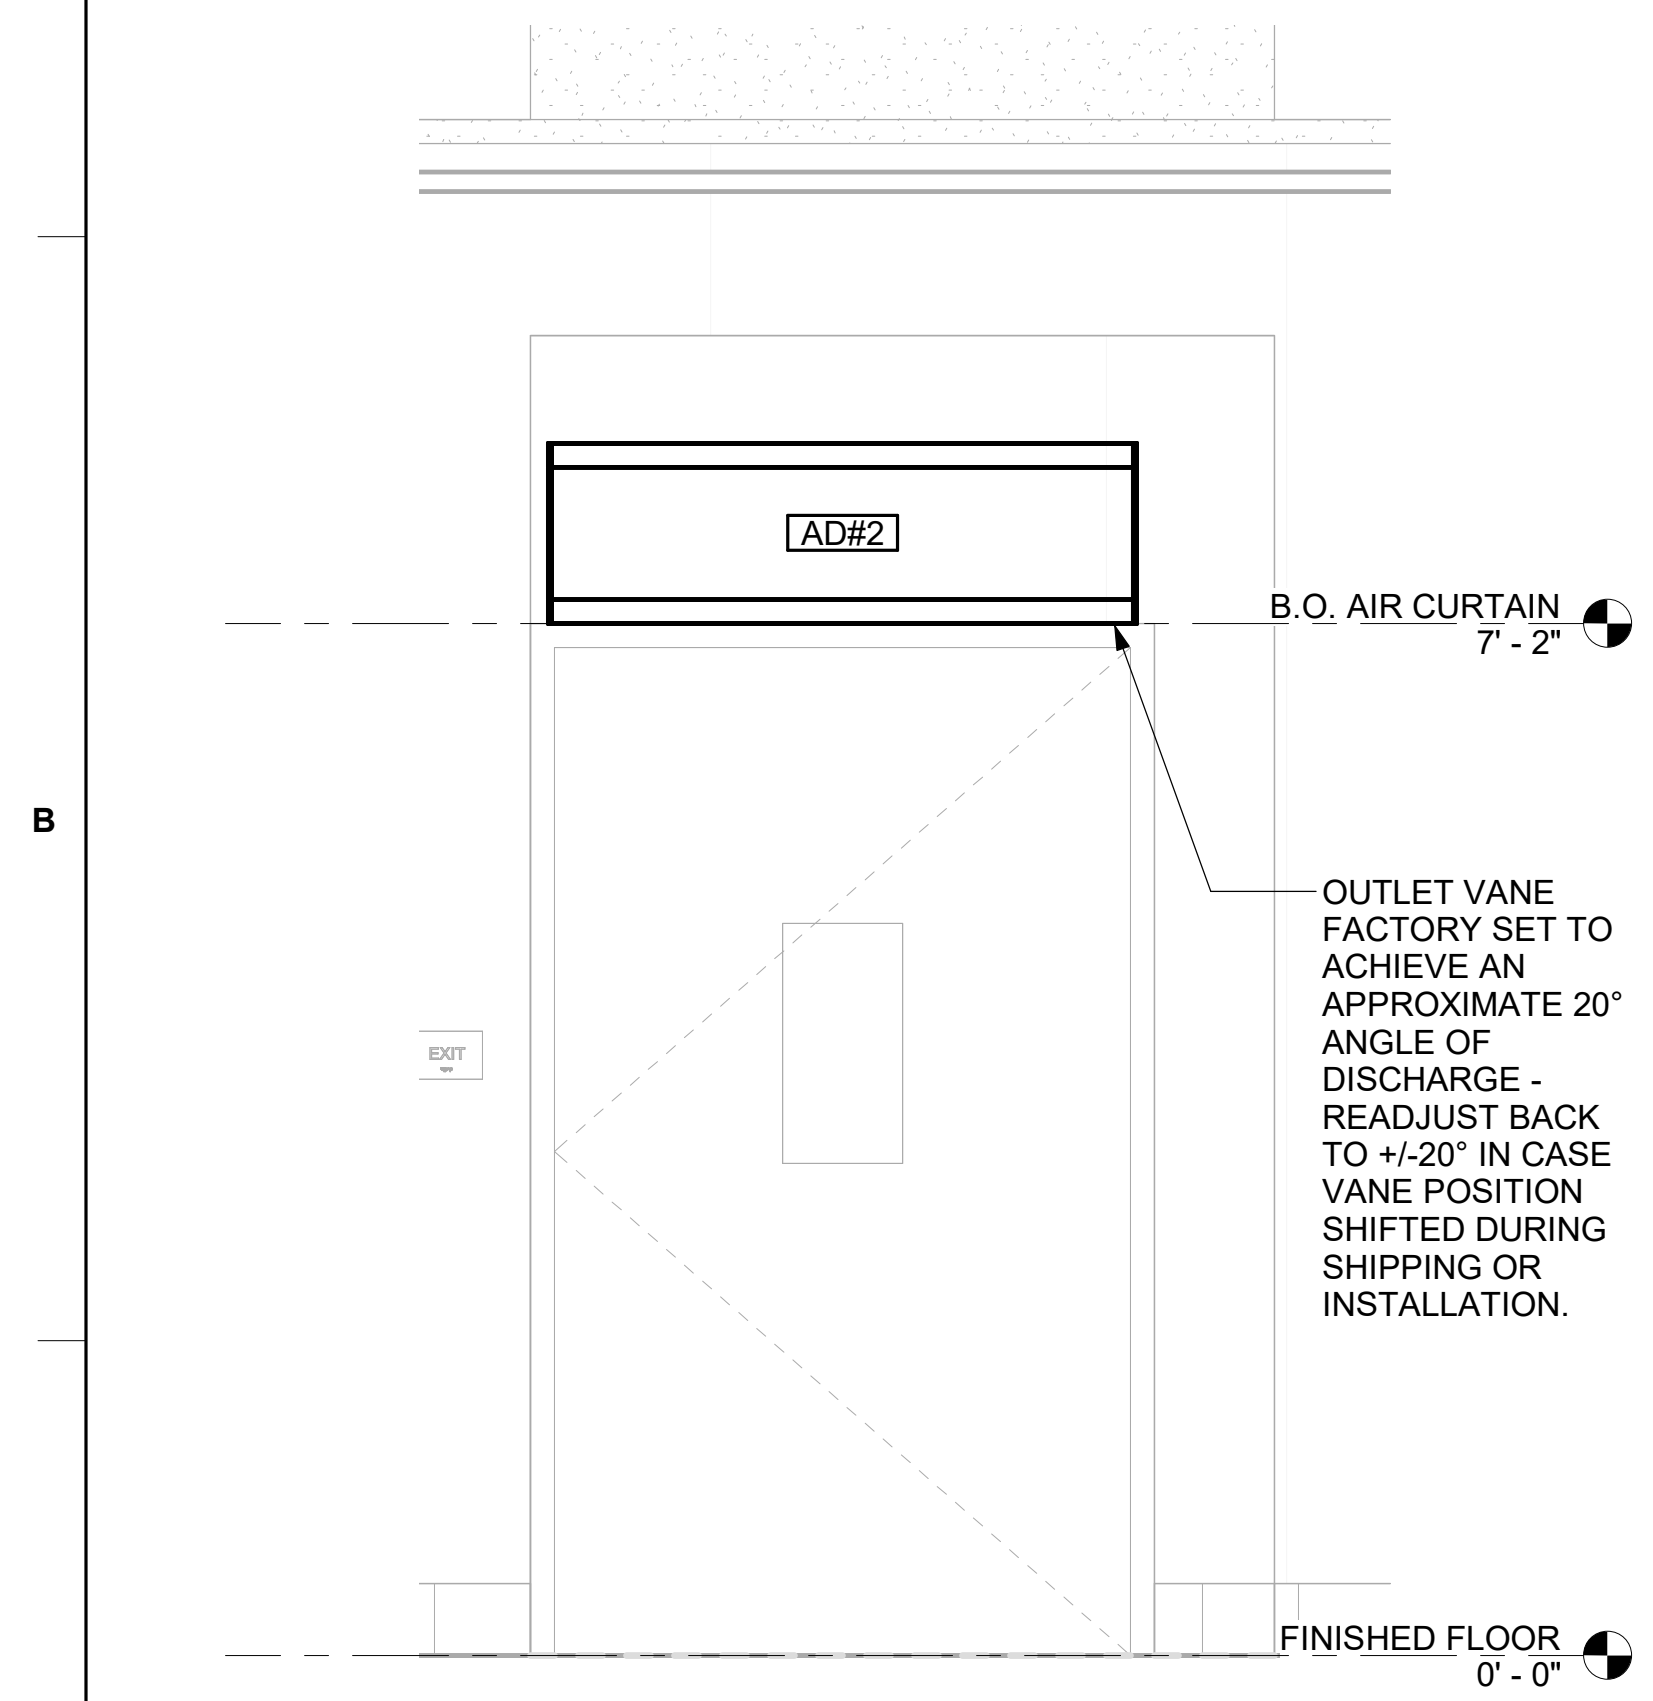 AD#2
B.O. AIR CURTAIN
7' - 2"
B
OUTLET VANE
FACTORY SET TO
ACHIEVE AN
APPROXIMATE 20°
ANGLE OF
DISCHARGE -
READJUST BACK
TO +/-20° IN CASE
VANE POSITION
SHIFTED DURING
SHIPPING OR
INSTALLATION.
EXIT
FINISHED FLOOR
0' - 0"